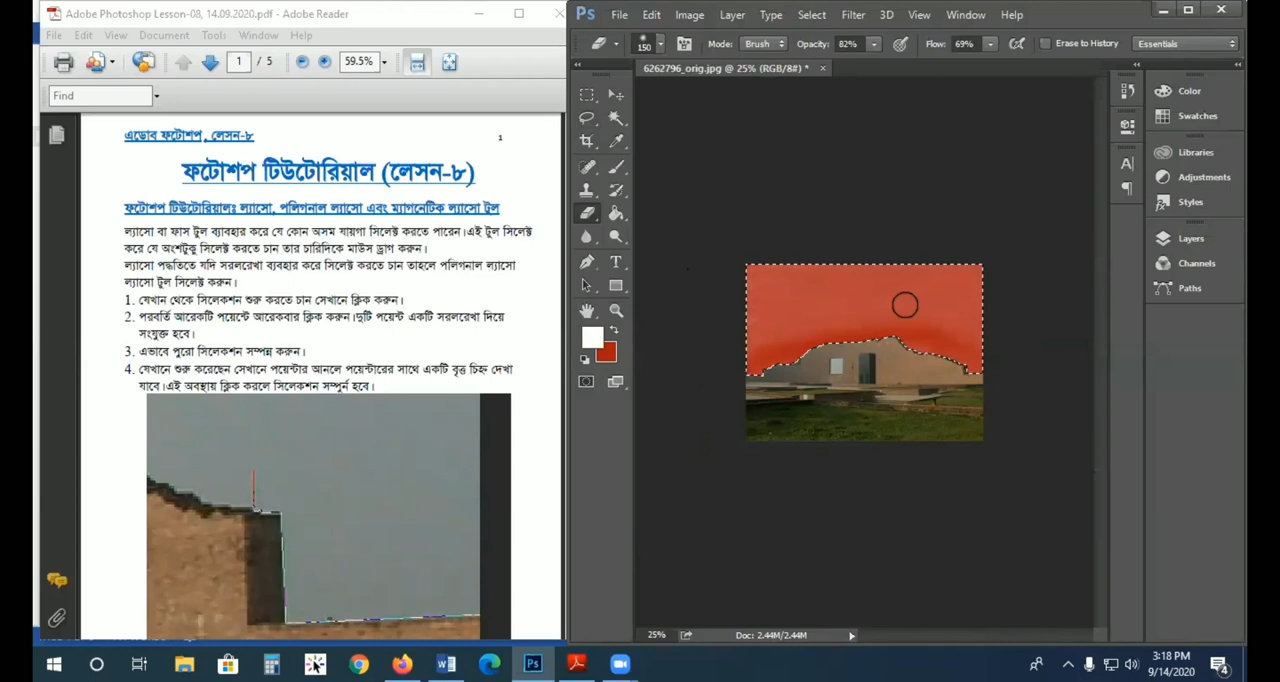 Adobe Photoshop Lesson-08, 14.09.2020.pdf - Adobe Reader
File Edit View Document Tools Window Help
1 / 5 59.5%
Find
এডোব ফটোশপ, লেসন-৮
1
ফটোশপ টিউটোরিয়াল (লেসন-৮)
ফটোশপ টিউটোরিয়ালঃ ল্যাসো, পলিগনাল ল্যাসো এবং ম্যাগনেটিক ল্যাসো টুল
ল্যাসো বা ফাস টুল ব্যাবহার করে যে কোন অসম যায়গা সিলেক্ট করতে পারেন।এই টুল সিলেক্ট
করে যে অংশটুকু সিলেক্ট করতে চান তার চারিদিকে মাউস ড্রাগ করুন।
ল্যাসো পদ্ধতিতে যদি সরলরেখা ব্যবহার করে সিলেক্ট করতে চান তাহলে পলিগনাল ল্যাসো
ল্যাসো টুল সিলেক্ট করুন।
1. যেখান থেকে সিলেকশন শুরু করতে চান সেখানে ক্লিক করুন।
2. পরবর্তি আরেকটি পয়েন্টে আরেকবার ক্লিক করুন।দুটি পয়েন্ট একটি সরলরেখা দিয়ে
সংযুক্ত হবে।
3. এভাবে পুরো সিলেকশন সম্পন্ন করুন।
4. যেখানে শুরু করেছেন সেখানে পয়েন্টার আনলে পয়েন্টারের সাথে একটি বৃত্ত চিহ্ন দেখা
যাবে।এই অবস্থায় ক্লিক করলে সিলেকশন সম্পুর্ন হবে।
Ps File Edit Image Layer Type Select Filter 3D View Window Help
150 Mode: Brush Opacity: 82% Flow: 69% Erase to History Essentials
6262796_orig.jpg @ 25% (RGB/8#) *
Color
Swatches
Libraries
Adjustments
Styles
Layers
Channels
Paths
25% Doc: 2.44M/2.44M
3:18 PM
9/14/2020
4